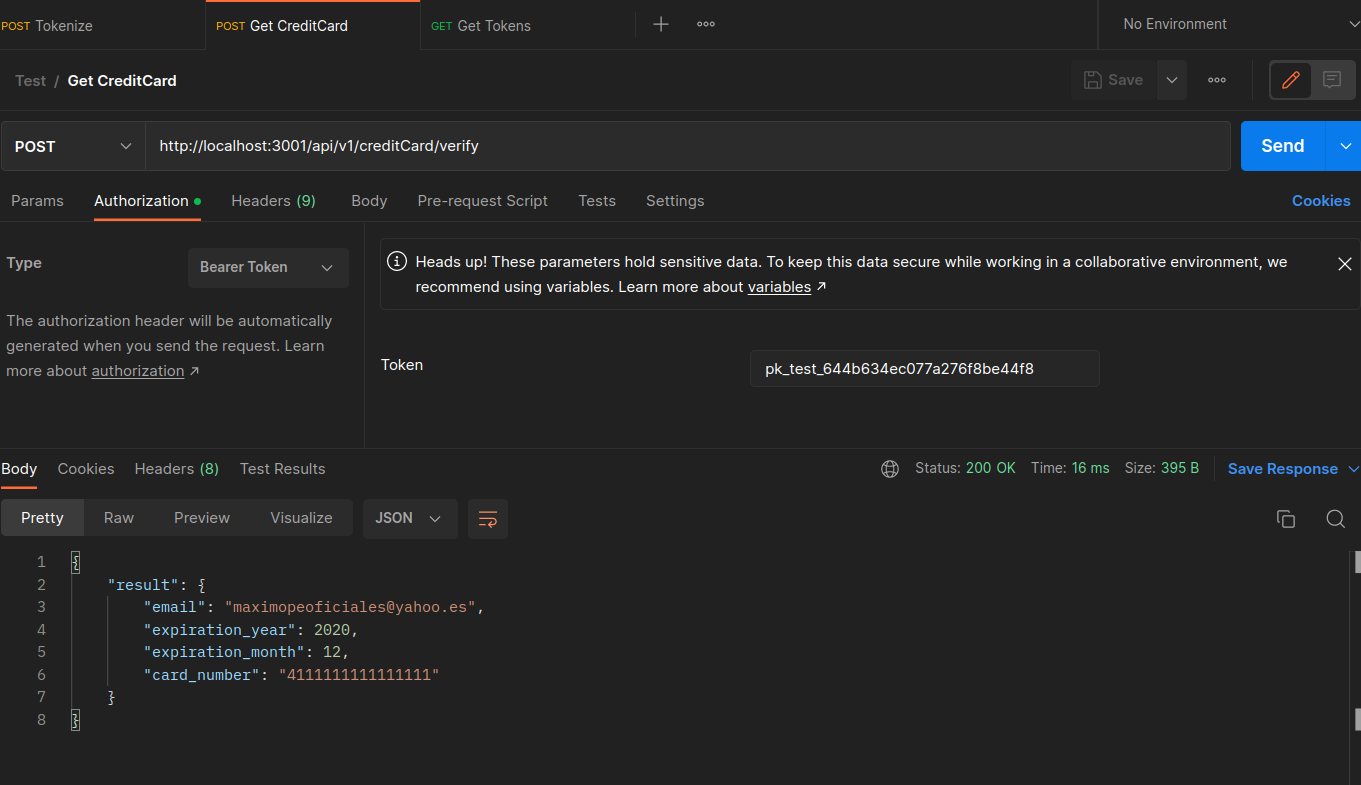 POST Tokenize POST Get CreditCard GET Get Tokens No Environment
Test / Get CreditCard Save
POST http://localhost:3001/api/v1/creditCard/verify Send
Params Authorization Headers (9) Body Pre-request Script Tests Settings Cookies
Type Bearer Token
The authorization header will be automatically
generated when you send the request. Learn
more about authorization ↗
Heads up! These parameters hold sensitive data. To keep this data secure while working in a collaborative environment, we
recommend using variables. Learn more about variables ↗
Token pk_test_644b634ec077a276f8be44f8
Body Cookies Headers (8) Test Results Status: 200 OK Time: 16 ms Size: 395 B Save Response
Pretty Raw Preview Visualize JSON
1 {
2 "result": {
3 "email": "maximopeoficiales@yahoo.es",
4 "expiration_year": 2020,
5 "expiration_month": 12,
6 "card_number": "4111111111111111"
7 }
8 }